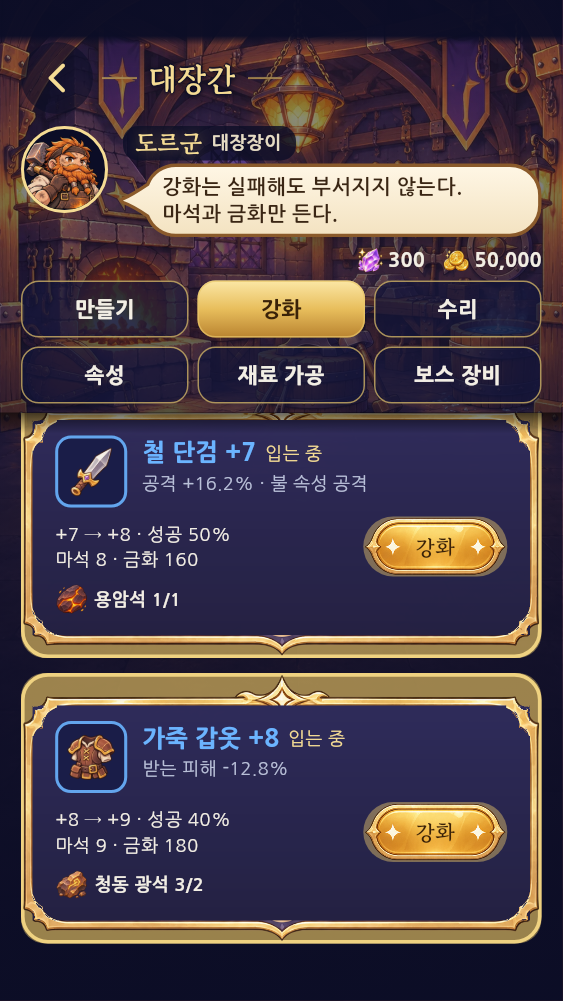 대장간
도르군 대장장이
강화는 실패해도 부서지지 않는다.
마석과 금화만 든다.
300 50,000
만들기 강화 수리
속성 재료 가공 보스 장비
철 단검 +7 입는 중
공격 +16.2% · 불 속성 공격
+7 → +8 · 성공 50%
마석 8 · 금화 160
강화
용암석 1/1
가죽 갑옷 +8 입는 중
받는 피해 -12.8%
+8 → +9 · 성공 40%
마석 9 · 금화 180
강화
청동 광석 3/2